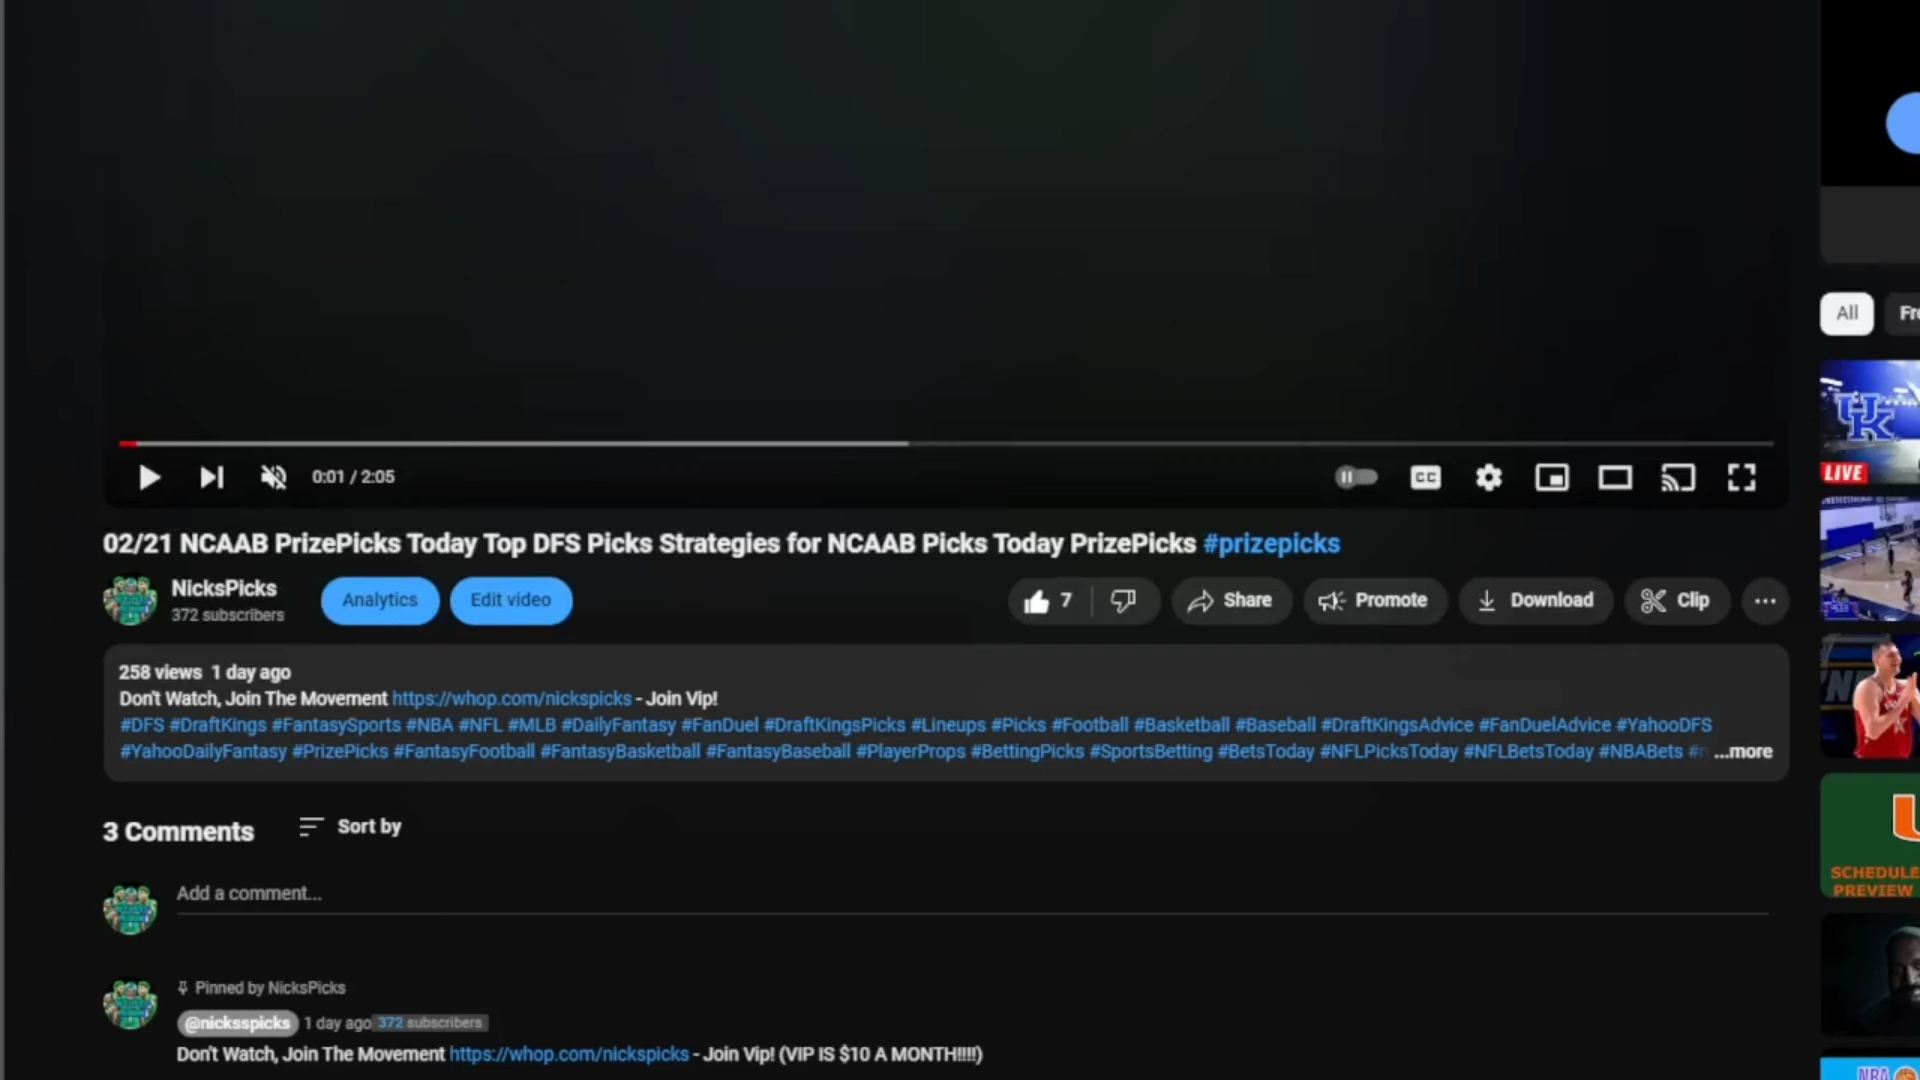 0:01 / 2:05
CC
02/21 NCAAB PrizePicks Today Top DFS Picks Strategies for NCAAB Picks Today PrizePicks #prizepicks
NicksPicks
372 subscribers
Analytics
Edit video
7
Share
Promote
Download
Clip
258 views 1 day ago
Don't Watch, Join The Movement https://whop.com/nickspicks - Join Vip!
#DFS #DraftKings #FantasySports #NBA #NFL #MLB #DailyFantasy #FanDuel #DraftKingsPicks #Lineups #Picks #Football #Basketball #Baseball #DraftKingsAdvice #FanDuelAdvice #YahooDFS
#YahooDailyFantasy #PrizePicks #FantasyFootball #FantasyBasketball #FantasyBaseball #PlayerProps #BettingPicks #SportsBetting #BetsToday #NFLPicksToday #NFLBetsToday #NBABets #n ...more
3 Comments
Sort by
Add a comment...
Pinned by NicksPicks
@nicksspicks 1 day ago 372 subscribers
Don't Watch, Join The Movement https://whop.com/nickspicks - Join Vip! (VIP IS $10 A MONTH!!!!)
All
Fr
UK
LIVE
U
SCHEDULE
PREVIEW
NBA